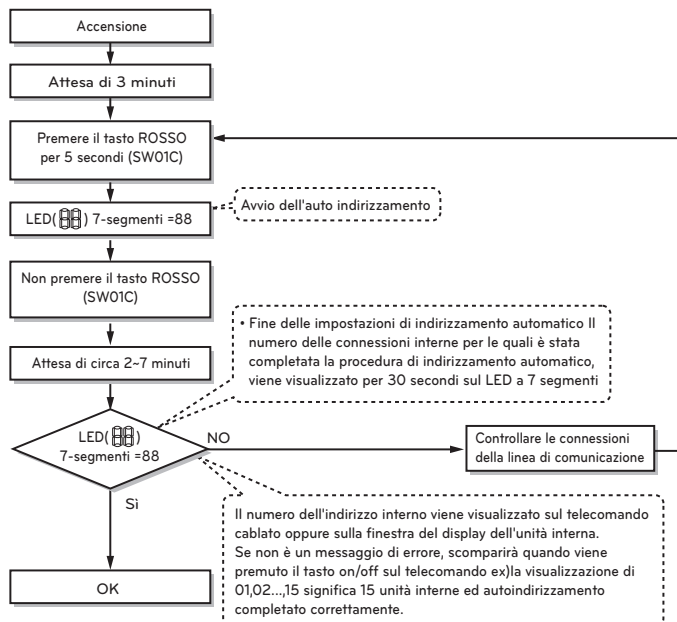 Accensione
Attesa di 3 minuti
Premere il tasto ROSSO
per 5 secondi (SW01C)
LED(88) 7-segmenti =88
Avvio dell'auto indirizzamento
Non premere il tasto ROSSO
(SW01C)
Attesa di circa 2~7 minuti
• Fine delle impostazioni di indirizzamento automatico Il
numero delle connessioni interne per le quali è stata
completata la procedura di indirizzamento automatico,
viene visualizzato per 30 secondi sul LED a 7 segmenti
LED(88)
7-segmenti =88
NO
Controllare le connessioni
della linea di comunicazione
Sì
Il numero dell'indirizzo interno viene visualizzato sul telecomando
cablato oppure sulla finestra del display dell'unità interna.
Se non è un messaggio di errore, scomparirà quando viene
premuto il tasto on/off sul telecomando ex)la visualizzazione di
01,02...,15 significa 15 unità interne ed autoindirizzamento
completato correttamente.
OK